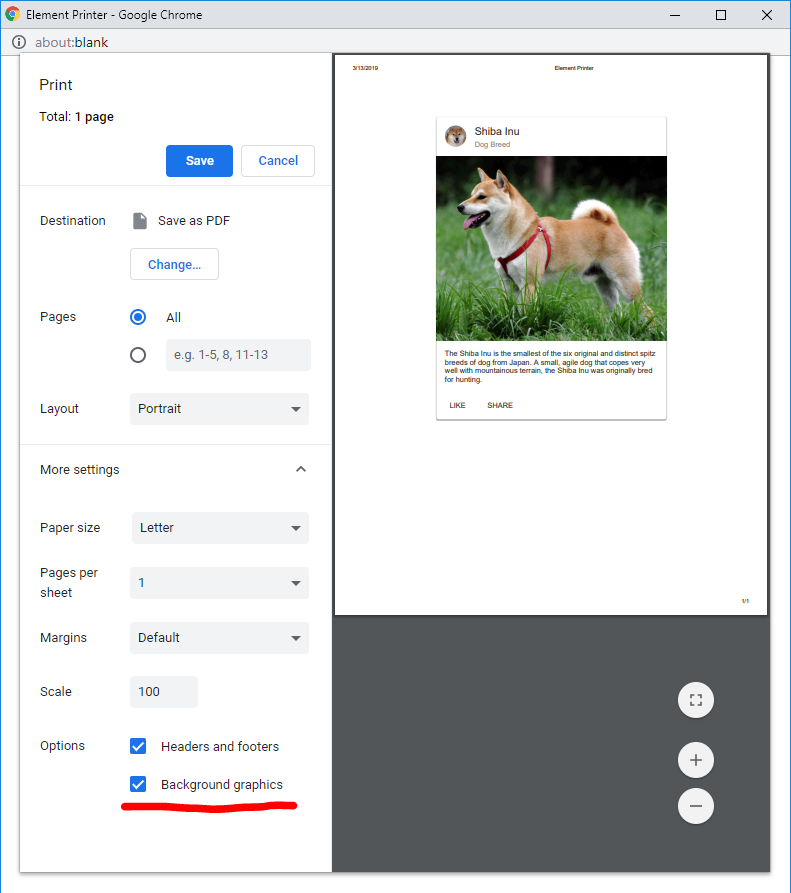 Element Printer - Google Chrome
about:blank
Print
Total: 1 page
Save
Cancel
Destination
Save as PDF
Change...
Pages
All
e.g. 1-5, 8, 11-13
Layout
Portrait
More settings
Paper size
Letter
Pages per
sheet
1
Margins
Default
Scale
100
Options
Headers and footers
Background graphics
3/13/2019
Element Printer
Shiba Inu
Dog Breed
The Shiba Inu is the smallest of the six original and distinct spitz
breeds of dog from Japan. A small, agile dog that copes very
well with mountainous terrain, the Shiba Inu was originally bred
for hunting.
LIKE
SHARE
1/1